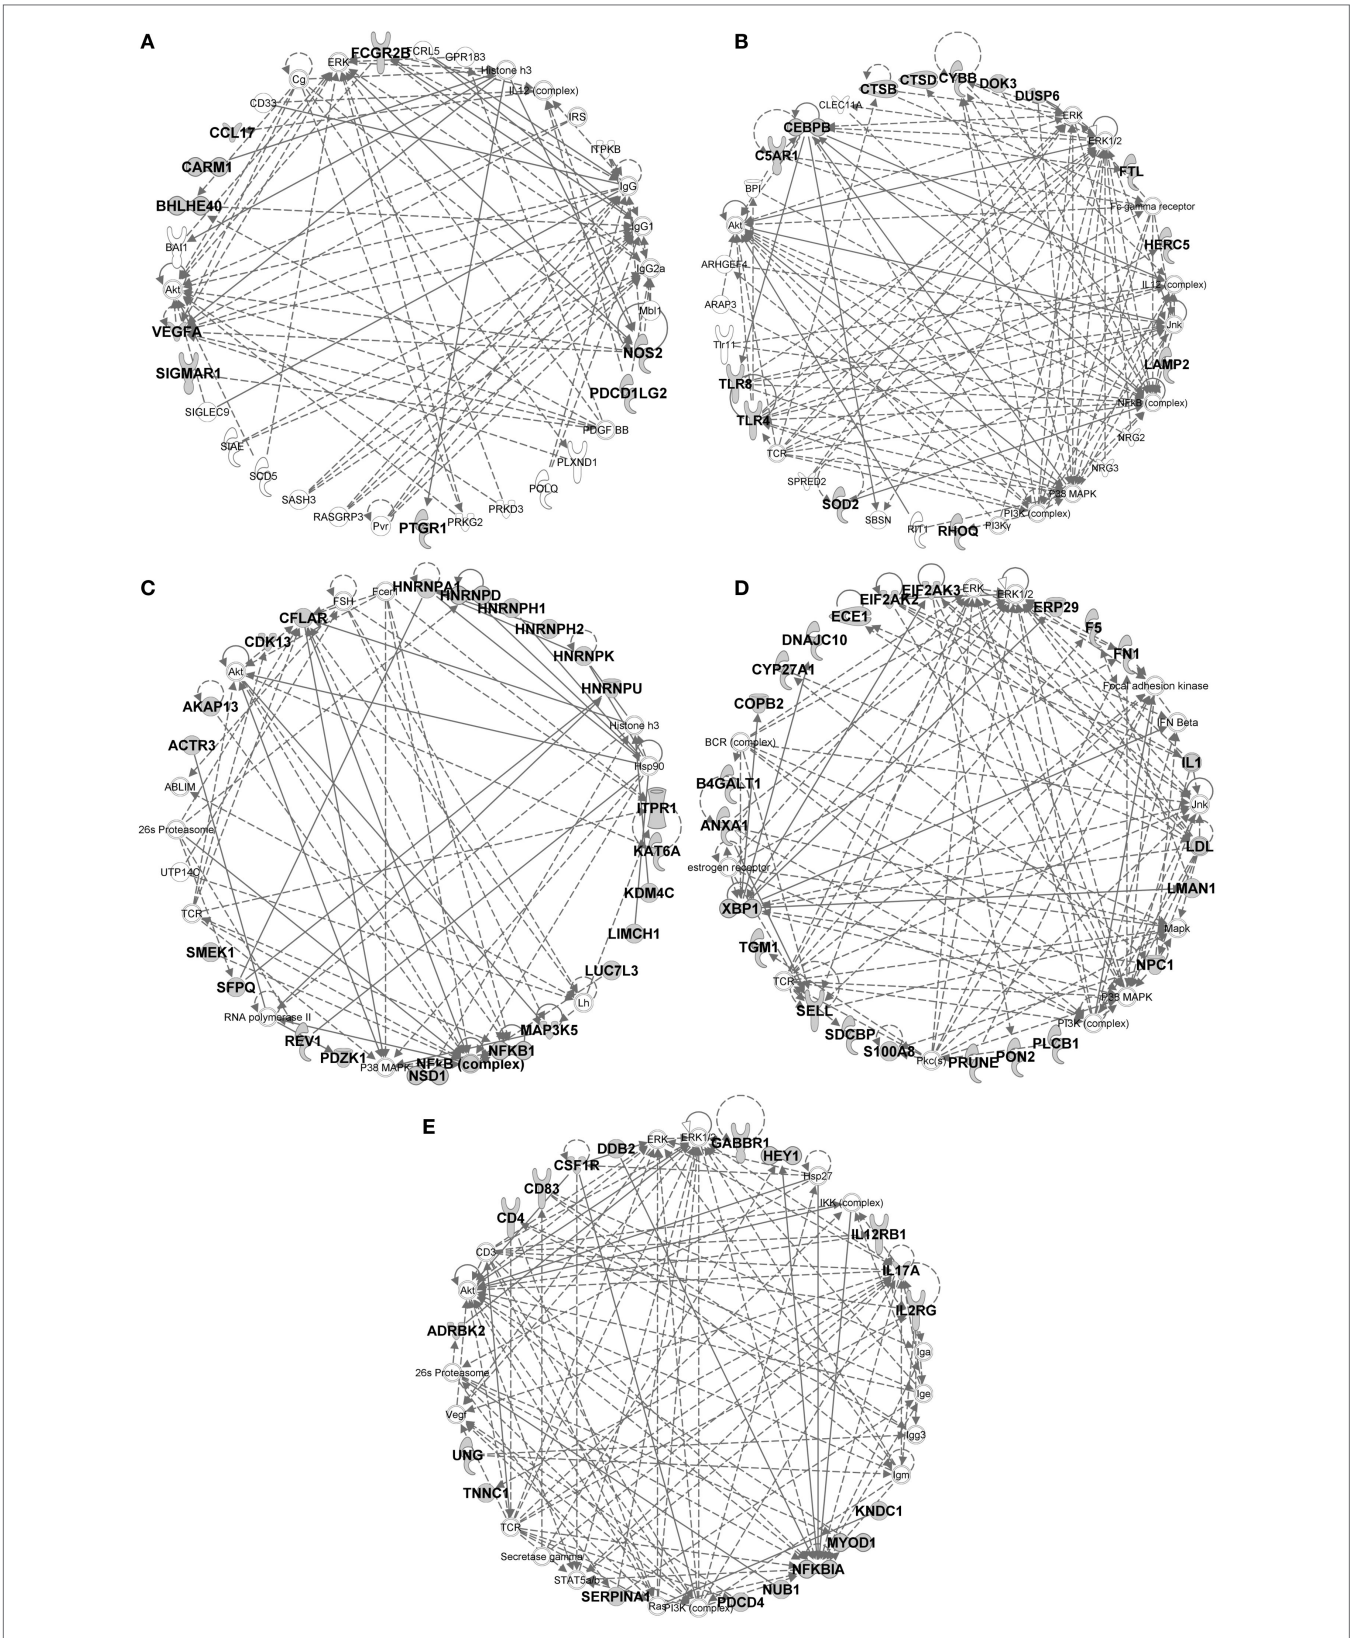 A
FCGR2B
FCRL5
GPR183
ERK
Histone h3
Cg
IL12 (complex)
CD33
IRS
CCL17
ITPKB
CARM1
IgG
BHLHE40
IgG1
BAI1
IgG2a
Akt
Mbl1
VEGFA
NOS2
SIGMAR1
PDCD1LG2
SIGLEC9
PDGF BB
SIAE
PLXND1
SCD5
POLQ
SASH3
PRKD3
RASGRP3
PRKG2
Pvr
PTGR1
B
CYBB
CTSD
DOK3
CTSB
DUSP6
CLEC11A
ERK
CEBPB
ERK1/2
C5AR1
FTL
BPI
Fc gamma receptor
Akt
HERC5
ARHGEF4
IL12 (complex)
ARAP3
Jnk
Tlr11
LAMP2
TLR8
NFkB (complex)
TLR4
NRG2
TCR
NRG3
SPRED2
P38 MAPK
SOD2
PI3K (complex)
SBSN
PI3Kγ
RIT1
RHOQ
C
HNRNPA1
Fcer1
HNRNPD
FSH
HNRNPH1
CFLAR
HNRNPH2
CDK13
HNRNPK
Akt
HNRNPU
AKAP13
Histone h3
ACTR3
Hsp90
ABLIM
ITPR1
26s Proteasome
KAT6A
UTP14C
KDM4C
TCR
LIMCH1
SMEK1
LUC7L3
SFPQ
Lh
RNA polymerase II
MAP3K5
REV1
NFKB1
PDZK1
NFkB (complex)
P38 MAPK
NSD1
D
EIF2AK3
ERK
ERK1/2
EIF2AK2
ERP29
ECE1
F5
DNAJC10
FN1
CYP27A1
Focal adhesion kinase
COPB2
IFN Beta
BCR (complex)
IL1
B4GALT1
Jnk
ANXA1
LDL
estrogen receptor
LMAN1
XBP1
Mapk
TGM1
NPC1
TCR
P38 MAPK
SELL
PI3K (complex)
SDCBP
PLCB1
S100A8
PON2
Pkc(s)
PRUNE
E
ERK
ERK1/2
GABBR1
DDB2
HEY1
CSF1R
Hsp27
CD83
IKK (complex)
CD4
IL12RB1
CD3
IL17A
Akt
IL2RG
ADRBK2
Iga
26s Proteasome
Ige
Vegf
Igg3
UNG
Igm
TNNC1
KNDC1
TCR
MYOD1
Secretase gamma
NFKBIA
STAT5a/b
NUB1
SERPINA1
PDCD4
Ras
PI3K (complex)